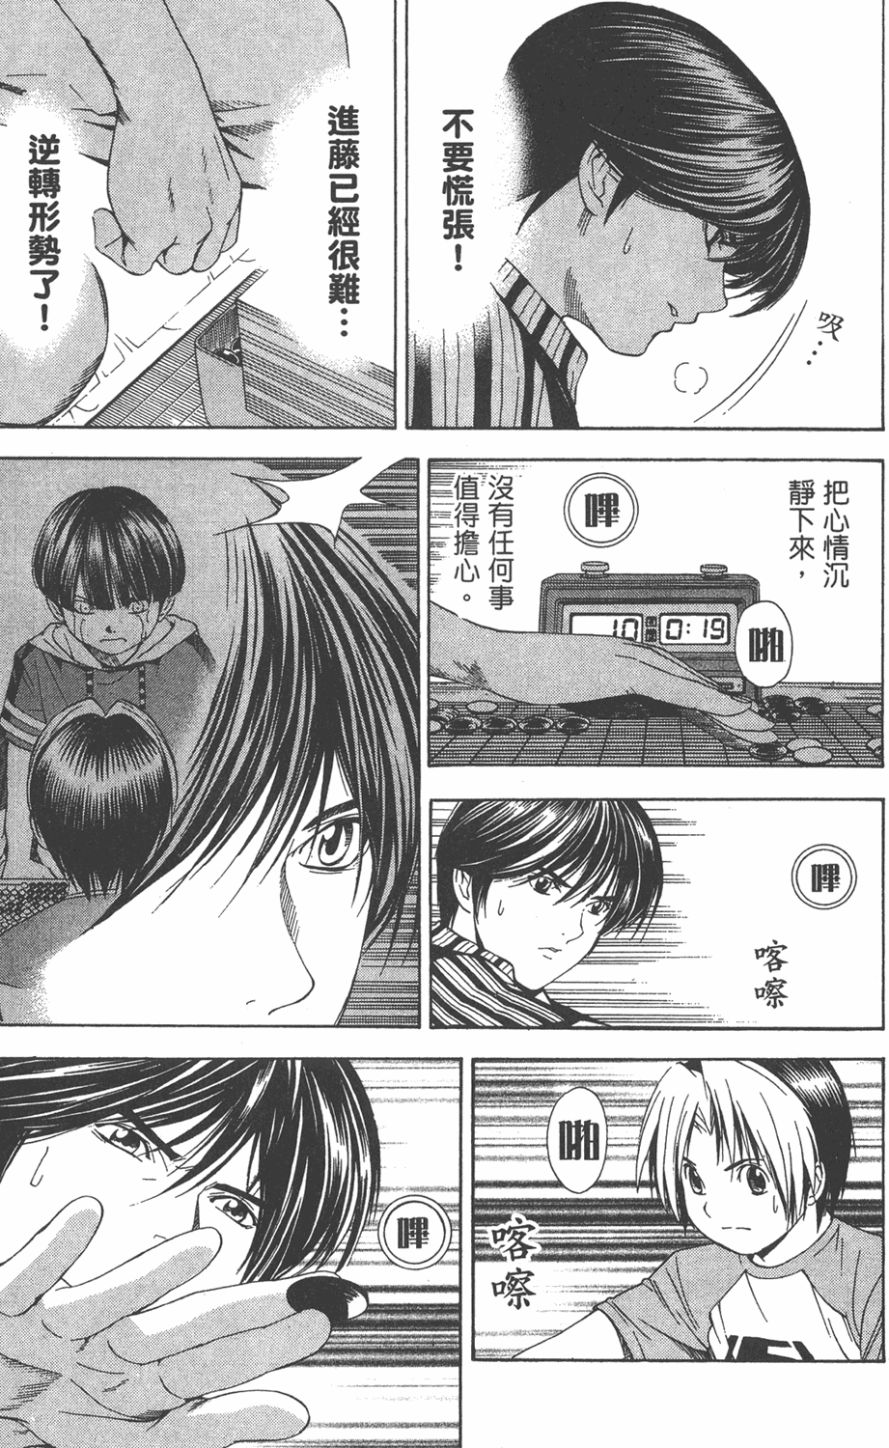 不要慌張！
吸…
進藤已經很難…
逆轉形勢了！
把心情沉
靜下來，
嗶
沒有任何事
值得擔心。
10 0:19
啪
嗶
喀嚓
啪
喀嚓
嗶